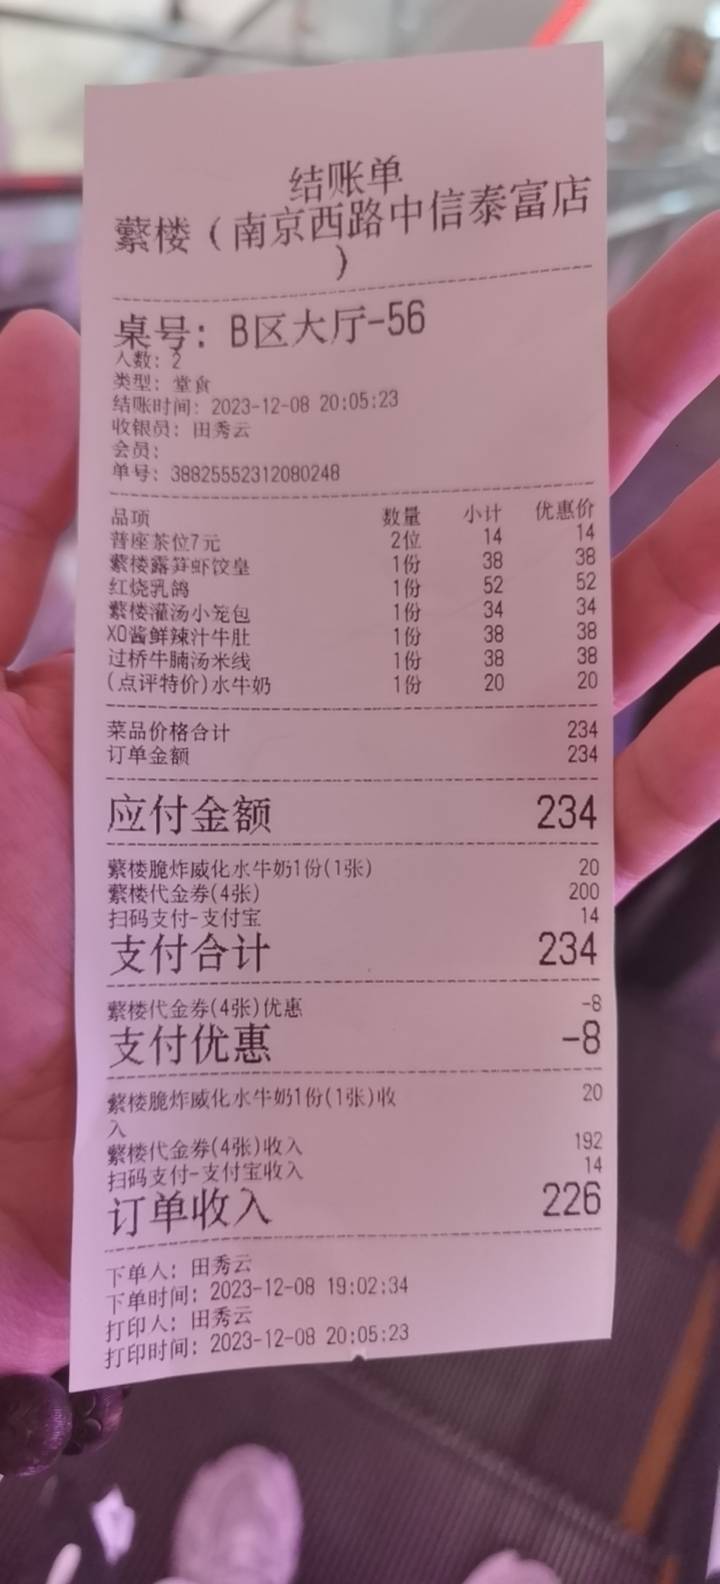 结账单
蘩楼（南京西路中信泰富店
）
桌号：B区大厅-56
人数：2
类型：堂食
结账时间：2023-12-08 20:05:23
收银员：田秀云
会员：
单号：38825552312080248
品项 数量 小计 优惠价
普座茶位7元 2位 14 14
蘩楼露笋虾饺皇 1份 38 38
红烧乳鸽 1份 52 52
蘩楼灌汤小笼包 1份 34 34
XO酱鲜辣汁牛肚 1份 38 38
过桥牛腩汤米线 1份 38 38
(点评特价)水牛奶 1份 20 20
菜品价格合计 234
订单金额 234
应付金额 234
蘩楼脆炸威化水牛奶1份(1张) 20
蘩楼代金券(4张) 200
扫码支付-支付宝 14
支付合计 234
蘩楼代金券(4张)优惠 -8
支付优惠 -8
蘩楼脆炸威化水牛奶1份(1张)收 20
入
蘩楼代金券(4张)收入 192
扫码支付-支付宝收入 14
订单收入 226
下单人：田秀云
下单时间：2023-12-08 19:02:34
打印人：田秀云
打印时间：2023-12-08 20:05:23